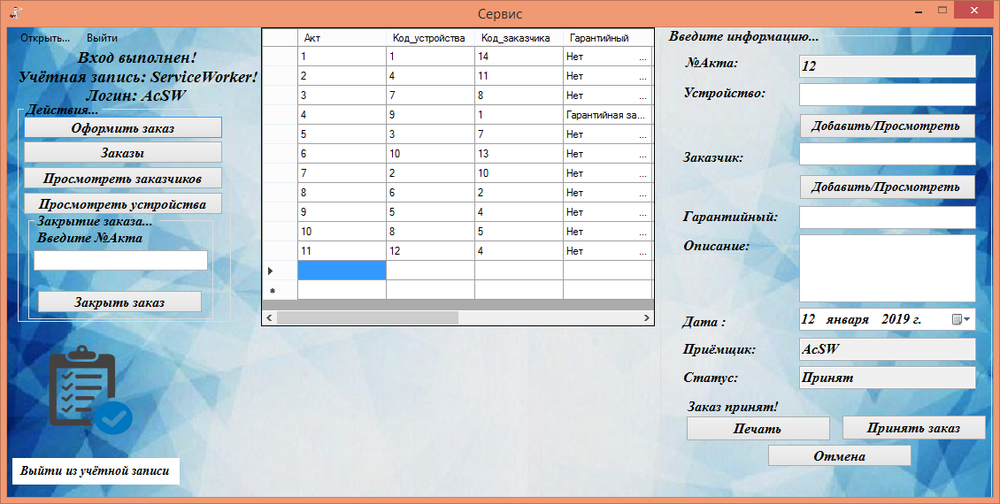 Сервис
Открыть... Выйти
Вход выполнен!
Учётная запись: ServiceWorker!
Логин: AcSW
Действия...
Оформить заказ
Заказы
Просмотреть заказчиков
Просмотреть устройства
Закрытие заказа...
Введите №Акта
Закрыть заказ
Выйти из учётной записи
Акт Код_устройства Код_заказчика Гарантийный
1 1 14 Нет ...
2 4 11 Нет ...
3 7 8 Нет ...
4 9 1 Гарантийная за...
5 3 7 Нет ...
6 10 13 Нет ...
7 2 10 Нет ...
8 6 2 Нет ...
9 5 4 Нет ...
10 8 5 Нет ...
11 12 4 Нет ...
Введите информацию...
№Акта: 12
Устройство:
Добавить/Просмотреть
Заказчик:
Добавить/Просмотреть
Гарантийный:
Описание:
Дата : 12 января 2019 г.
Приёмщик: AcSW
Статус: Принят
Заказ принят!
Печать Принять заказ
Отмена